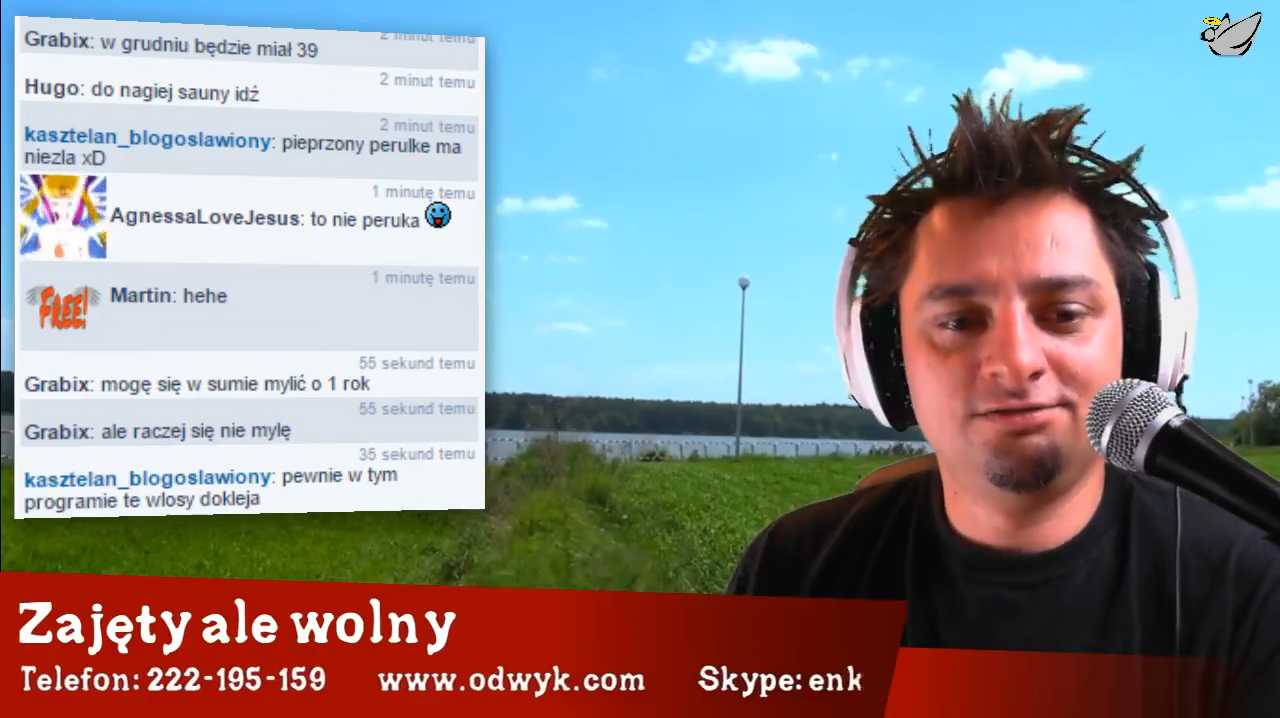 2 minut temu
Grabix: w grudniu będzie miał 39
2 minut temu
Hugo: do nagiej sauny idź
2 minut temu
kasztelan_blogoslawiony: pieprzony perulke ma
niezla xD
1 minutę temu
AgnessaLoveJesus: to nie peruka
1 minutę temu
FREE!
Martin: hehe
55 sekund temu
Grabix: mogę się w sumie mylić o 1 rok
55 sekund temu
Grabix: ale raczej się nie mylę
35 sekund temu
kasztelan_blogoslawiony: pewnie w tym
programie te wlosy dokleja
Zajęty ale wolny
Telefon: 222-195-159 www.odwyk.com Skype: enk